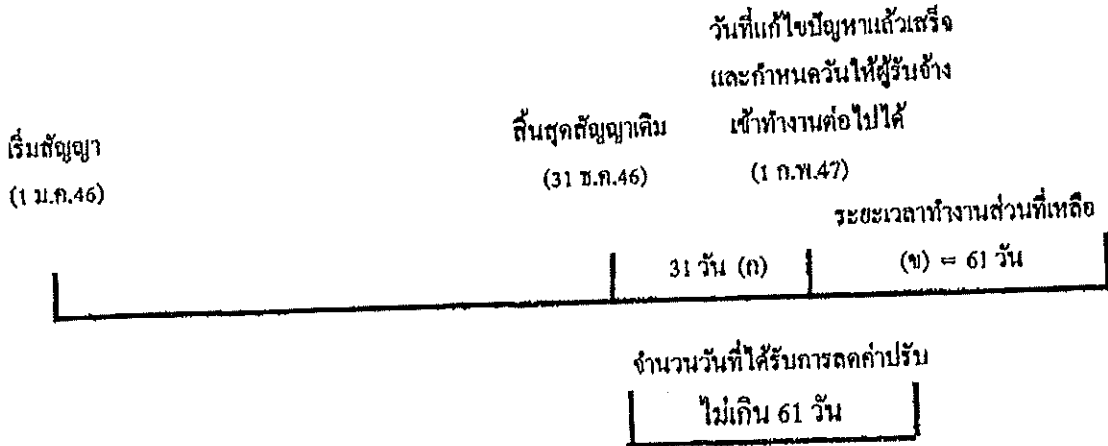 วันที่แก้ไขปัญหาแล้วเสร็จ
และกำหนดวันให้ผู้รับจ้าง
เข้าทำงานต่อไปได้
(1 ก.พ.47)
เริ่มสัญญา
(1 ม.ค.46)
สิ้นสุดสัญญาเดิม
(31 ธ.ค.46)
ระยะเวลาทำงานส่วนที่เหลือ
31 วัน (ก)
(ข) = 61 วัน
จำนวนวันที่ได้รับการลดค่าปรับ
ไม่เกิน 61 วัน